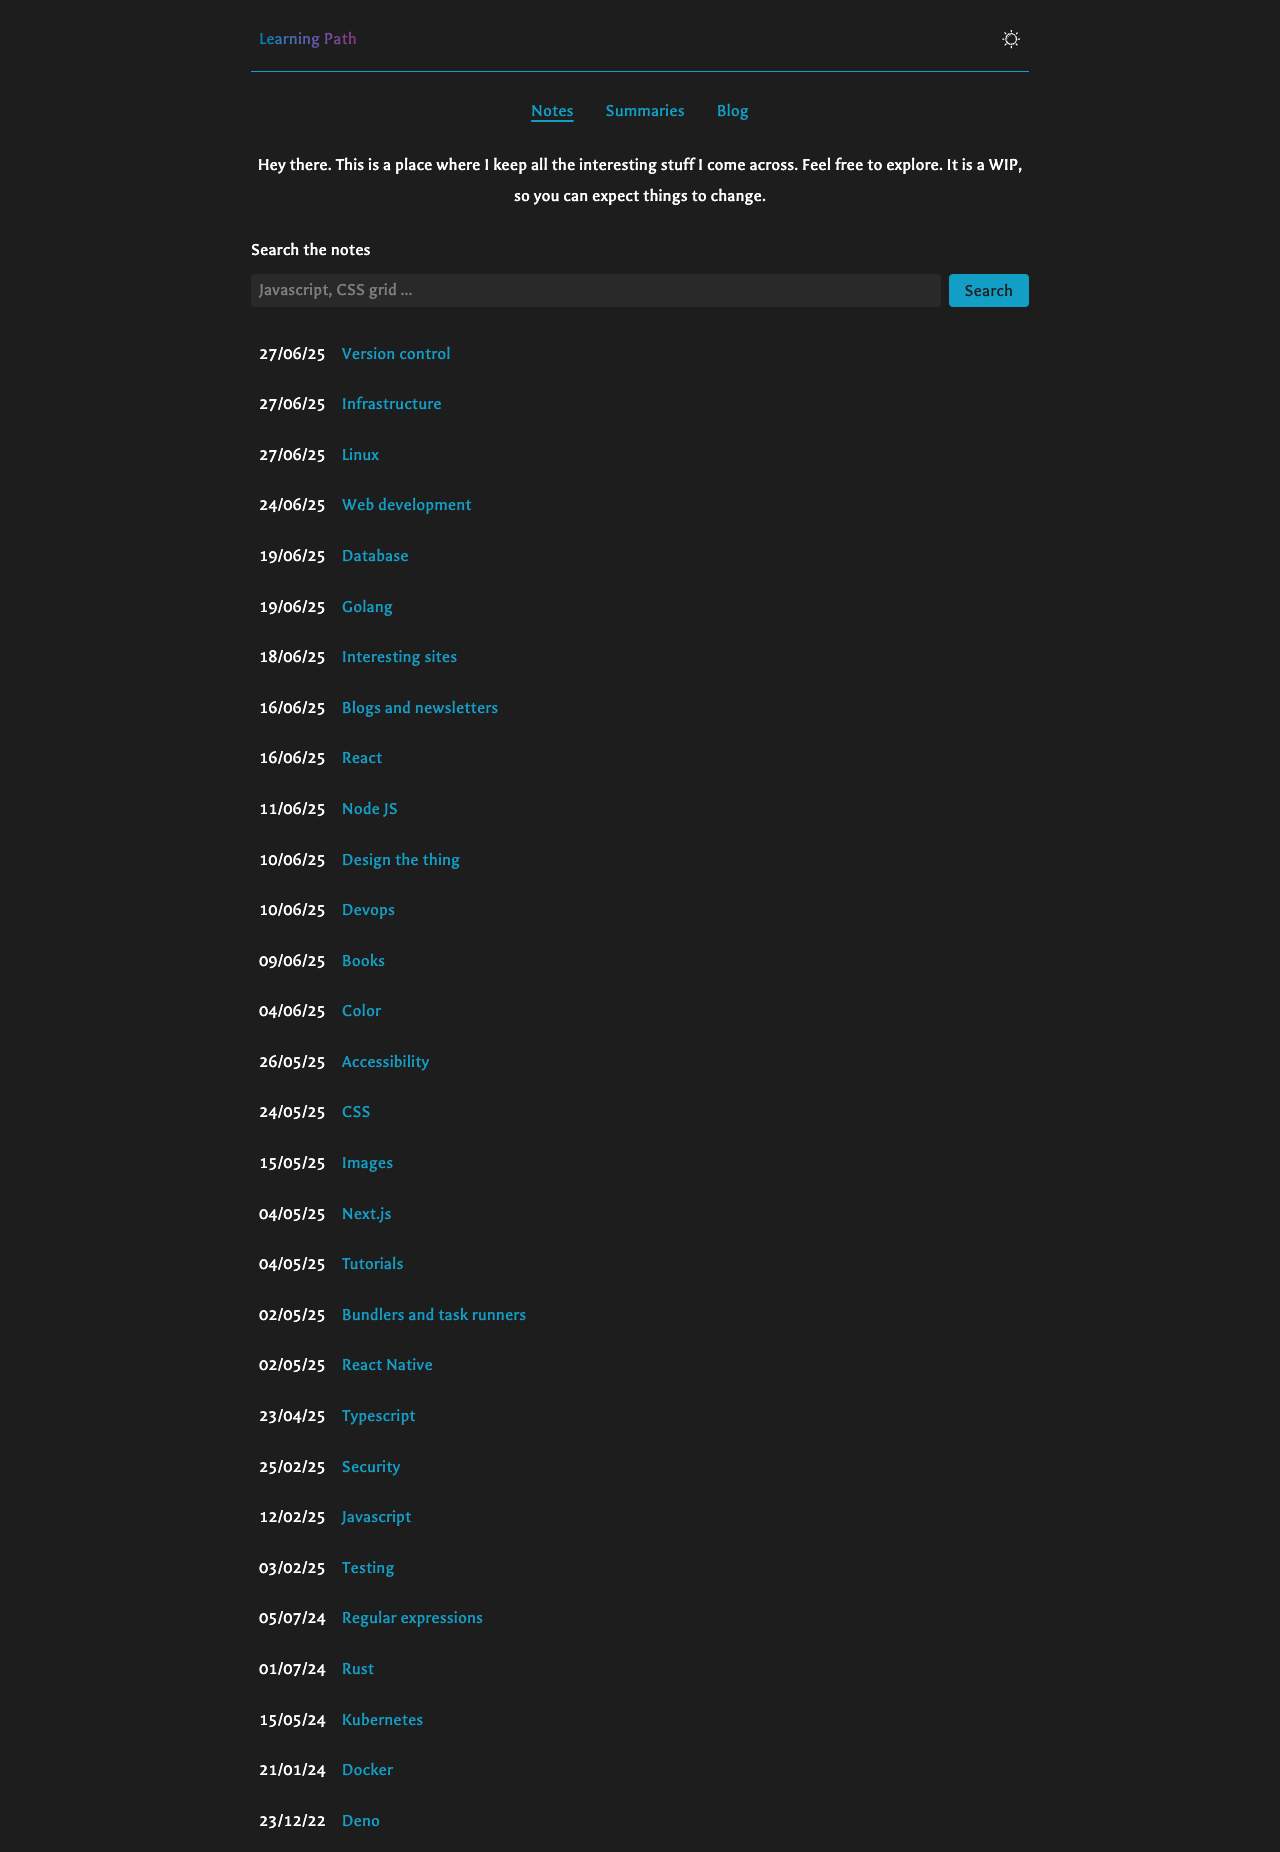 Learning Path
Notes Summaries Blog
Hey there. This is a place where I keep all the interesting stuff I come across. Feel free to explore. It is a WIP,
so you can expect things to change.
Search the notes
Javascript, CSS grid ... Search
27/06/25 Version control
27/06/25 Infrastructure
27/06/25 Linux
24/06/25 Web development
19/06/25 Database
19/06/25 Golang
18/06/25 Interesting sites
16/06/25 Blogs and newsletters
16/06/25 React
11/06/25 Node JS
10/06/25 Design the thing
10/06/25 Devops
09/06/25 Books
04/06/25 Color
26/05/25 Accessibility
24/05/25 CSS
15/05/25 Images
04/05/25 Next.js
04/05/25 Tutorials
02/05/25 Bundlers and task runners
02/05/25 React Native
23/04/25 Typescript
25/02/25 Security
12/02/25 Javascript
03/02/25 Testing
05/07/24 Regular expressions
01/07/24 Rust
15/05/24 Kubernetes
21/01/24 Docker
23/12/22 Deno